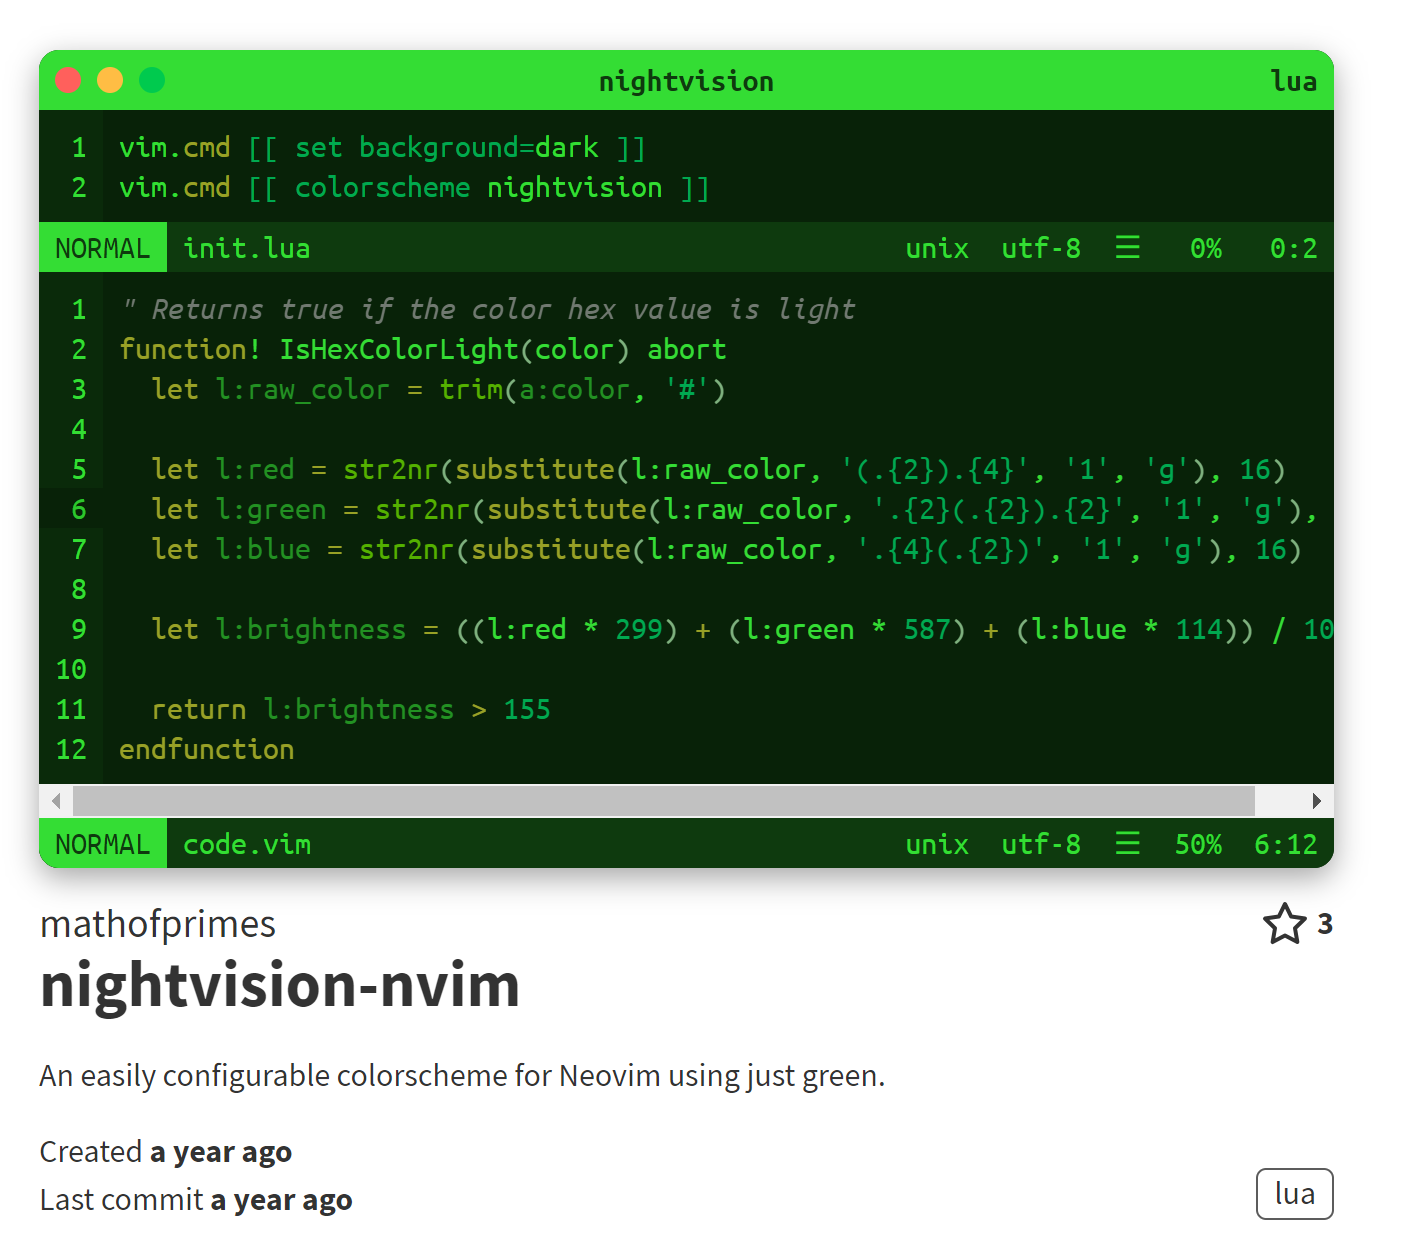 nightvision lua
1 vim.cmd [[ set background=dark ]]
2 vim.cmd [[ colorscheme nightvision ]]
NORMAL init.lua unix utf-8 ☰ 0% 0:2
1 " Returns true if the color hex value is light
2 function! IsHexColorLight(color) abort
3   let l:raw_color = trim(a:color, '#')
4
5   let l:red = str2nr(substitute(l:raw_color, '(.{2}).{4}', '1', 'g'), 16)
6   let l:green = str2nr(substitute(l:raw_color, '.{2}(.{2}).{2}', '1', 'g'),
7   let l:blue = str2nr(substitute(l:raw_color, '.{4}(.{2})', '1', 'g'), 16)
8
9   let l:brightness = ((l:red * 299) + (l:green * 587) + (l:blue * 114)) / 10
10
11   return l:brightness > 155
12 endfunction
NORMAL code.vim unix utf-8 ☰ 50% 6:12
mathofprimes 3
nightvision-nvim
An easily configurable colorscheme for Neovim using just green.
Created a year ago
Last commit a year ago
lua